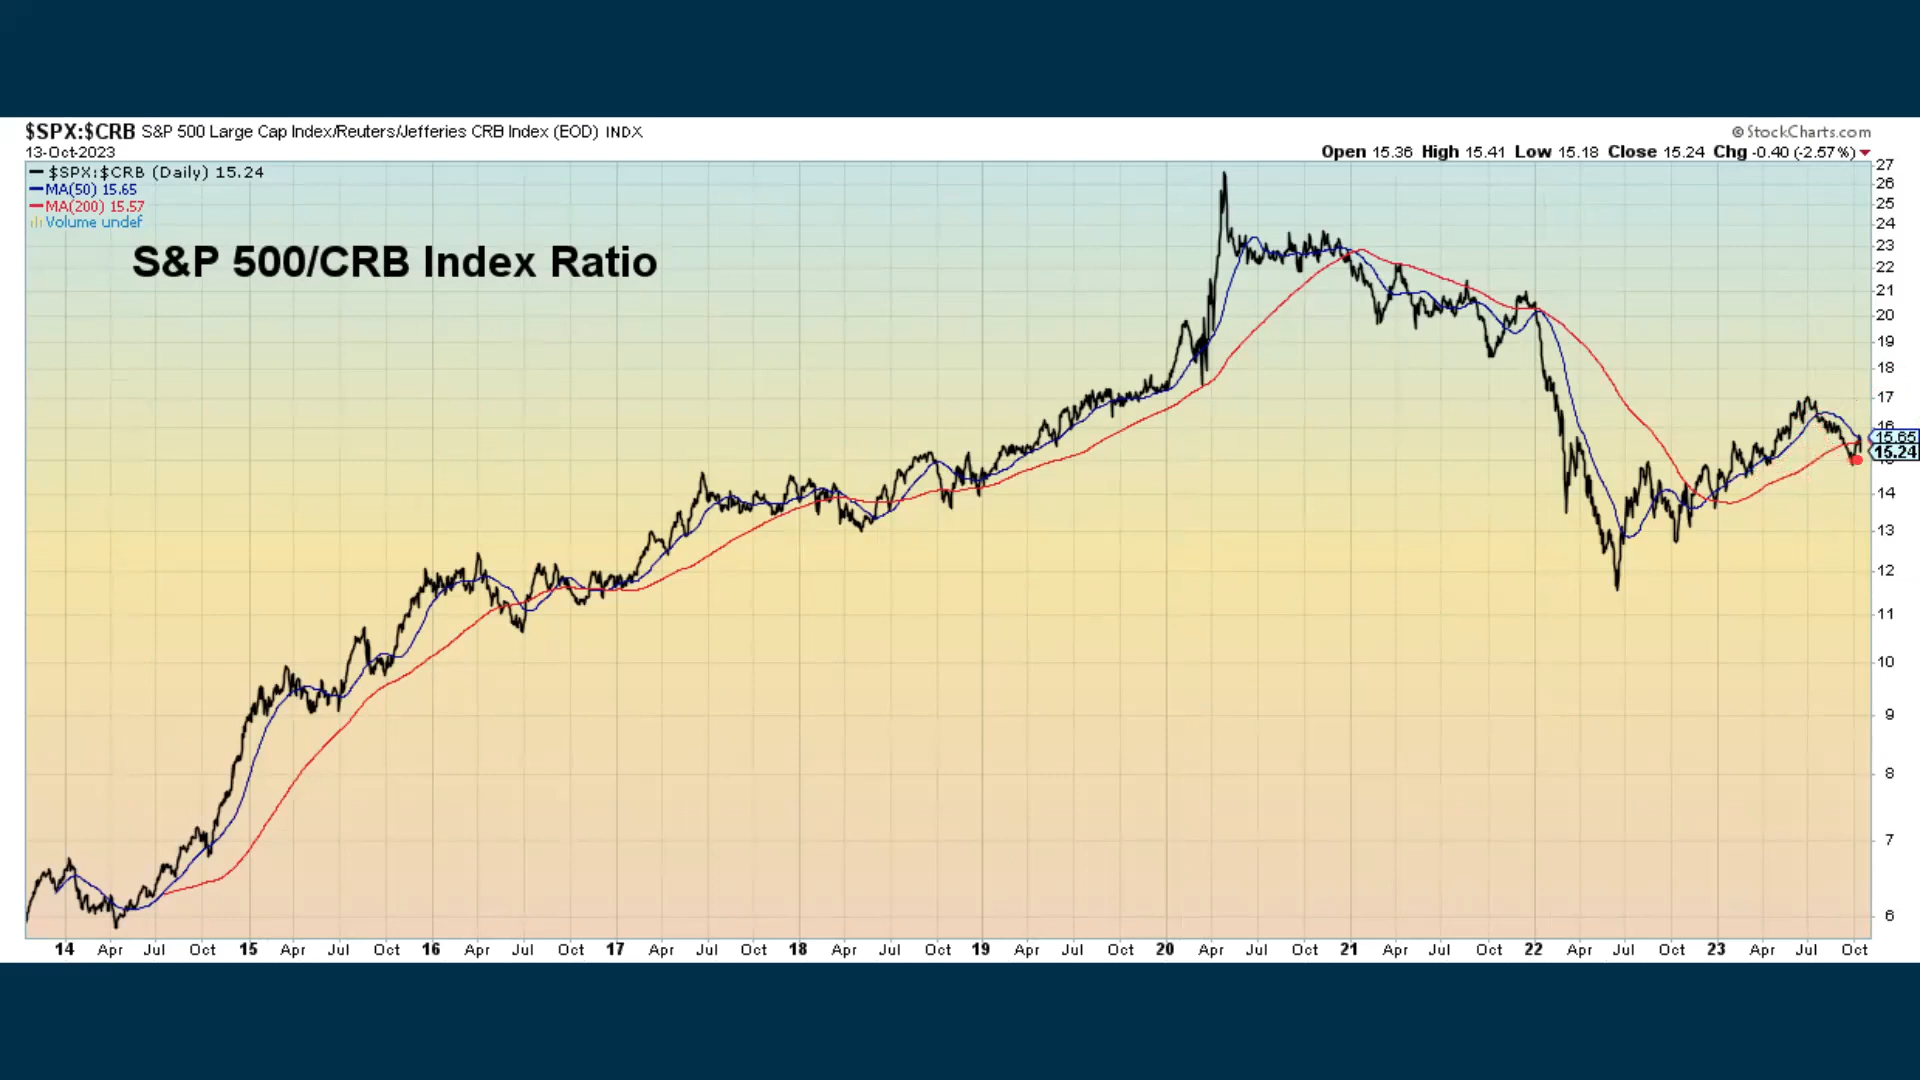 $SPX:$CRB S&P 500 Large Cap Index/Reuters/Jefferies CRB Index (EOD) INDX
© StockCharts.com
13-Oct-2023
Open 15.36 High 15.41 Low 15.18 Close 15.24 Chg -0.40 (-2.57%)
$SPX:$CRB (Daily) 15.24
MA(50) 15.65
MA(200) 15.57
Volume undef
S&P 500/CRB Index Ratio
27
26
25
24
23
22
21
20
19
18
17
16
15.65
15.24
14
13
12
11
10
9
8
7
6
14 Apr Jul Oct 15 Apr Jul Oct 16 Apr Jul Oct 17 Apr Jul Oct 18 Apr Jul Oct 19 Apr Jul Oct 20 Apr Jul Oct 21 Apr Jul Oct 22 Apr Jul Oct 23 Apr Jul Oct